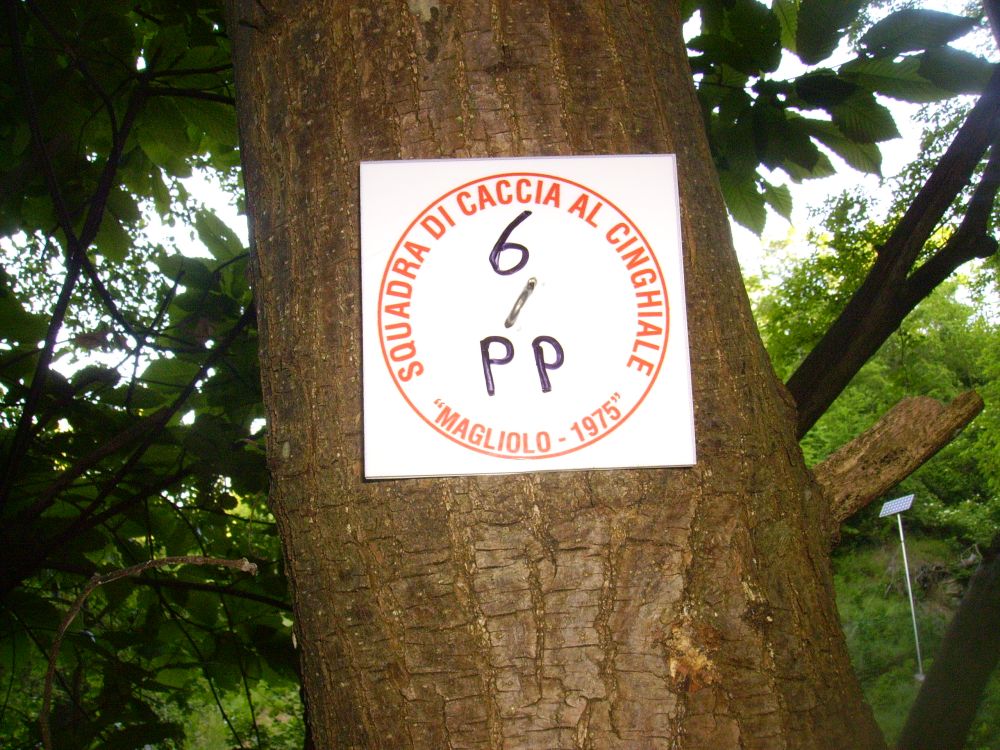 SQUADRA DI CACCIA AL CINGHIALE
6
PP
"MAGLIOLO - 1975"